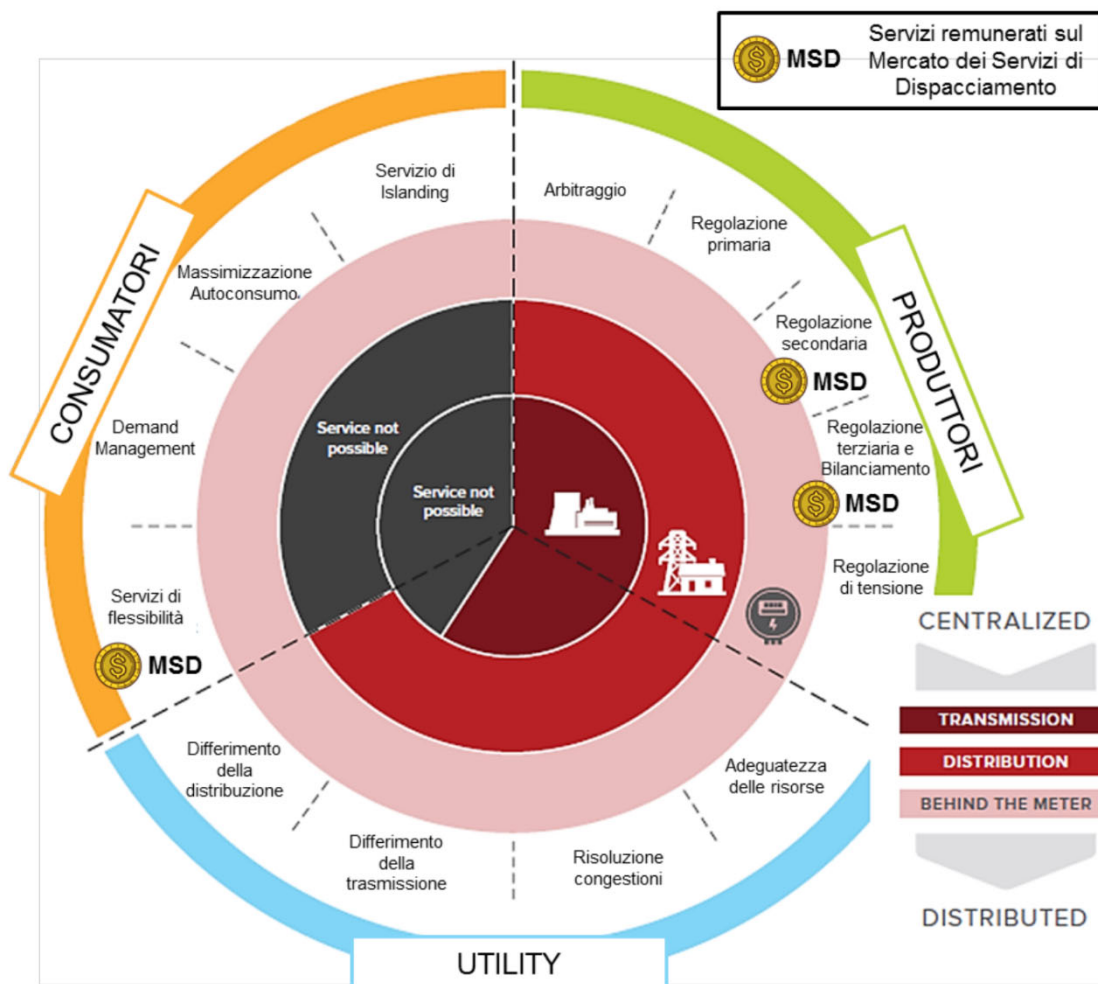 MSD
Servizi remunerati sul
Mercato dei Servizi di
Dispacciamento
CONSUMATORI
PRODUTTORI
UTILITY
Servizio di
Islanding
Arbitraggio
Regolazione
primaria
Massimizzazione
Autoconsumo
Regolazione
secondaria
MSD
Demand
Management
Service not
possible
Service not
possible
Regolazione
terziaria e
Bilanciamento
MSD
Regolazione
di tensione
Servizi di
flessibilità
MSD
Differimento
della
distribuzione
Differimento
della
trasmissione
Risoluzione
congestioni
Adeguatezza
delle risorse
CENTRALIZED
TRANSMISSION
DISTRIBUTION
BEHIND THE METER
DISTRIBUTED